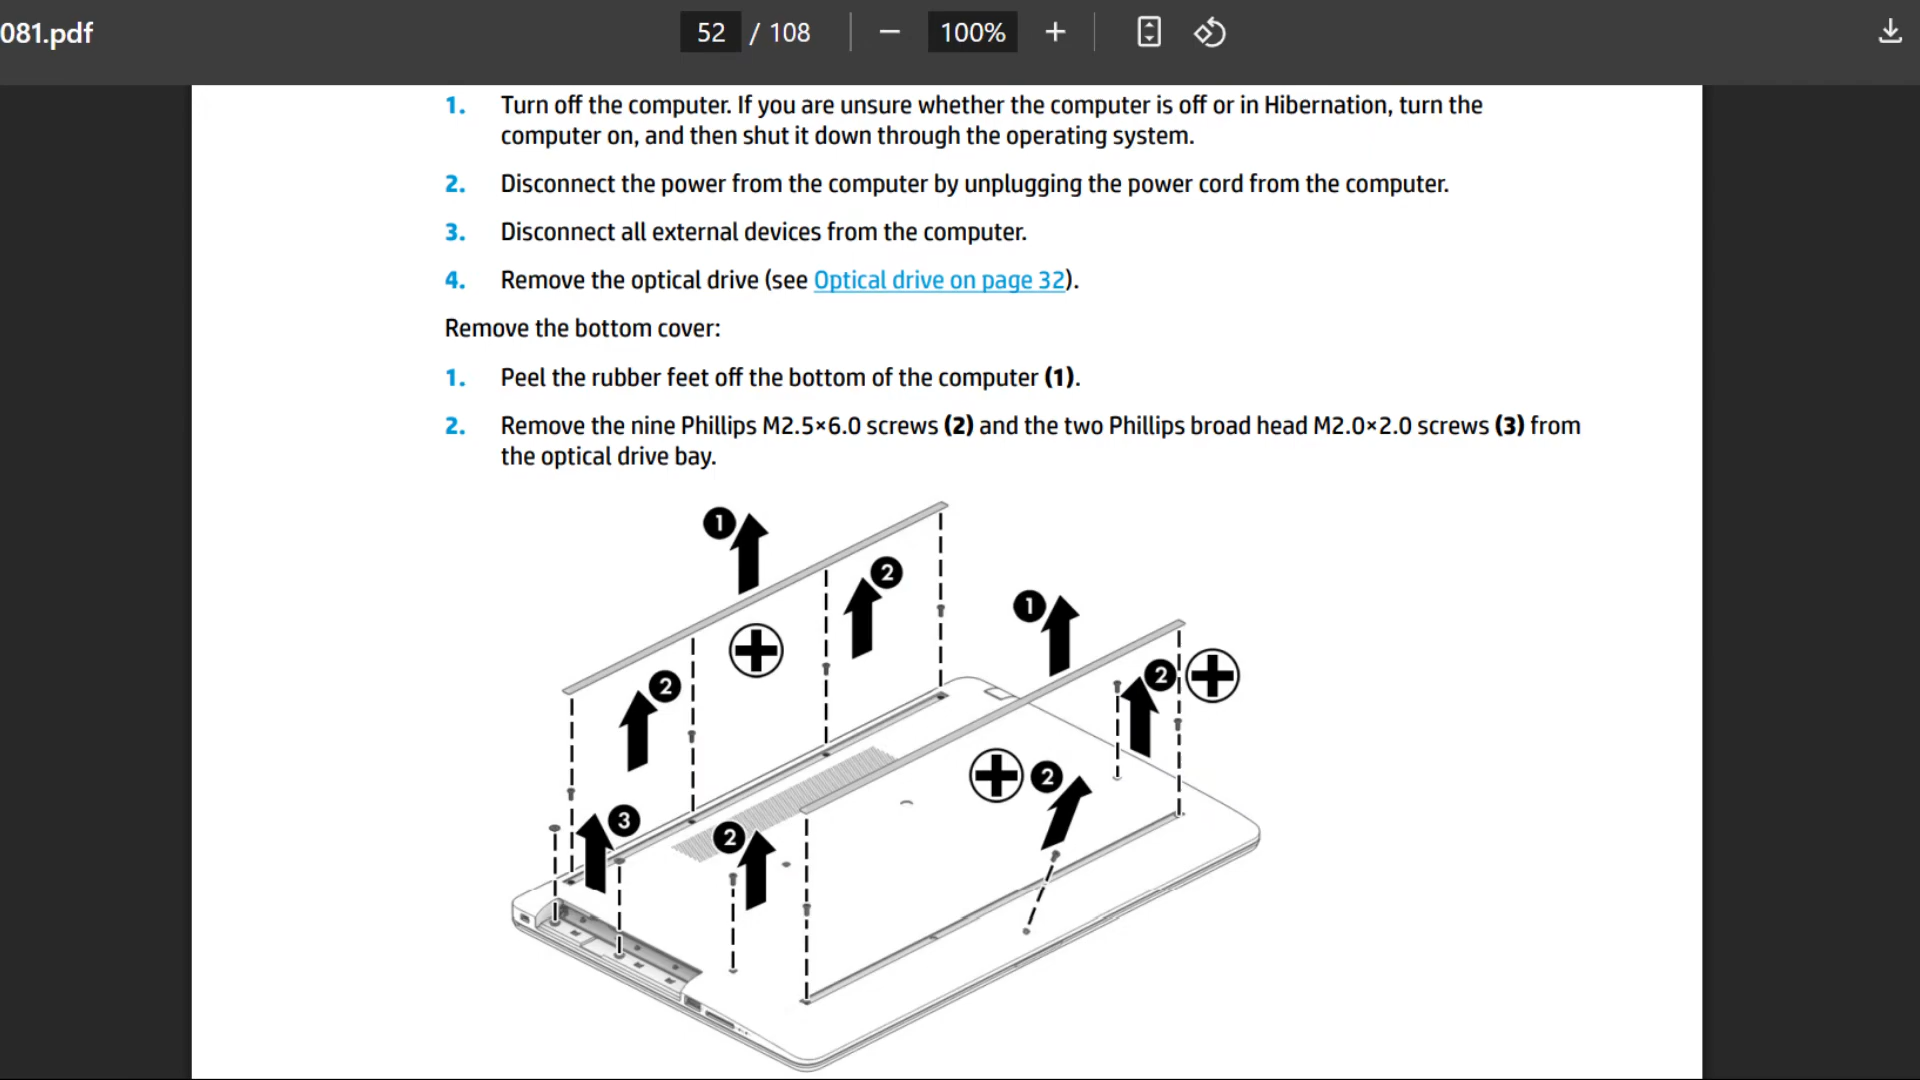 081.pdf
52 / 108
100%
1. Turn off the computer. If you are unsure whether the computer is off or in Hibernation, turn the
computer on, and then shut it down through the operating system.
2. Disconnect the power from the computer by unplugging the power cord from the computer.
3. Disconnect all external devices from the computer.
4. Remove the optical drive (see Optical drive on page 32).
Remove the bottom cover:
1. Peel the rubber feet off the bottom of the computer (1).
2. Remove the nine Phillips M2.5×6.0 screws (2) and the two Phillips broad head M2.0×2.0 screws (3) from
the optical drive bay.
1
2
1
2
2
2
3
2